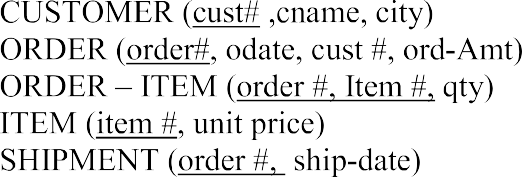 CUSTOMER (cust# ,cname, city)
ORDER (order#, odate, cust #, ord-Amt)
ORDER – ITEM (order #, Item #, qty)
ITEM (item #, unit price)
SHIPMENT (order #, ship-date)